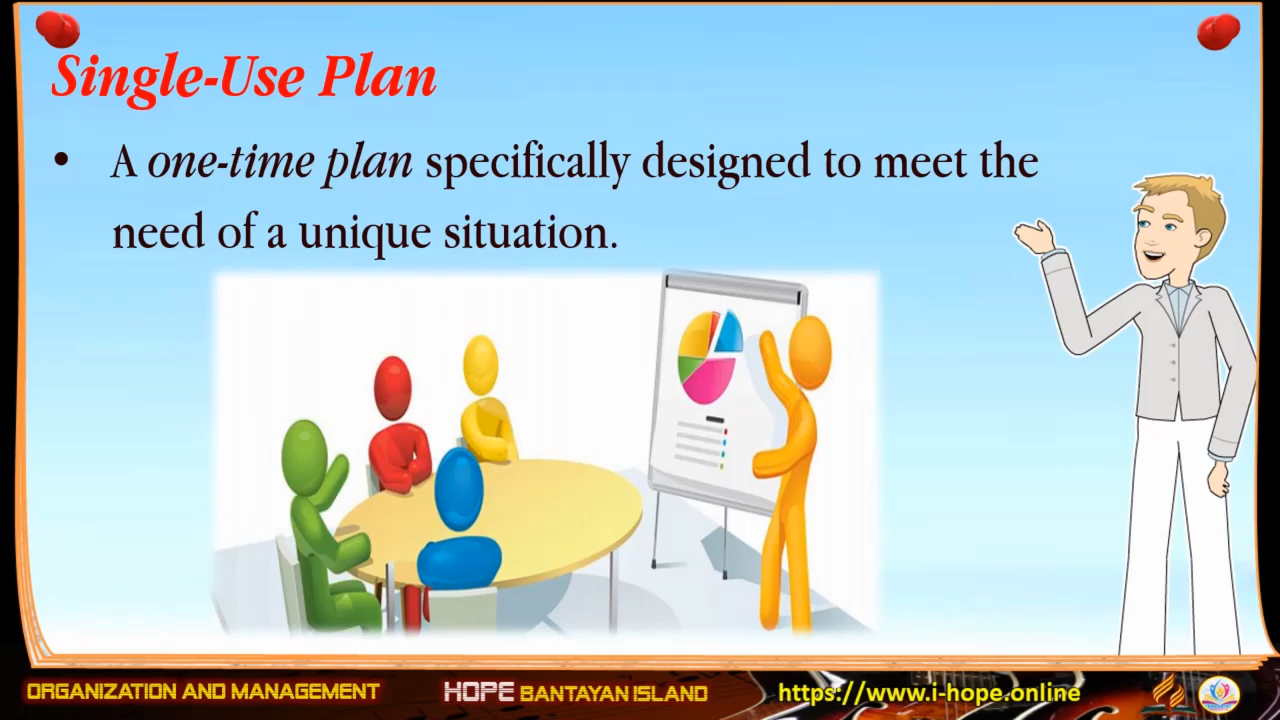 Single-Use Plan
• A one-time plan specifically designed to meet the
need of a unique situation.
ORGANIZATION AND MANAGEMENT HOPE BANTAYAN ISLAND https://www.i-hope.online